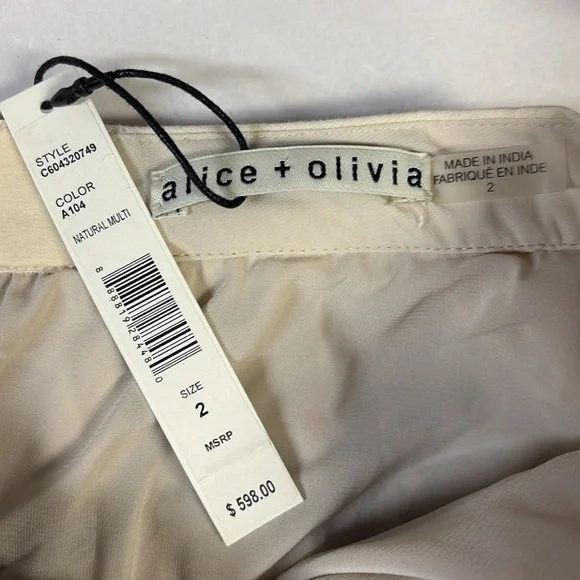 STYLE
C604320749
COLOR
A104
NATURAL MULTI
SIZE
2
MSRP
$ 598.00
alice + olivia
MADE IN INDIA
FABRIQUÉ EN INDE
2